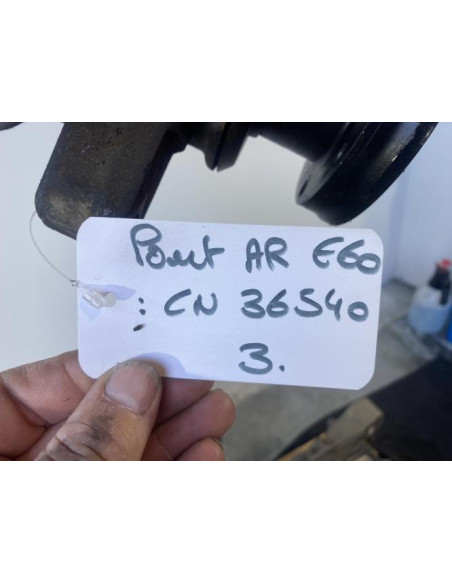 Pont AR E60
: CN 36540
3.